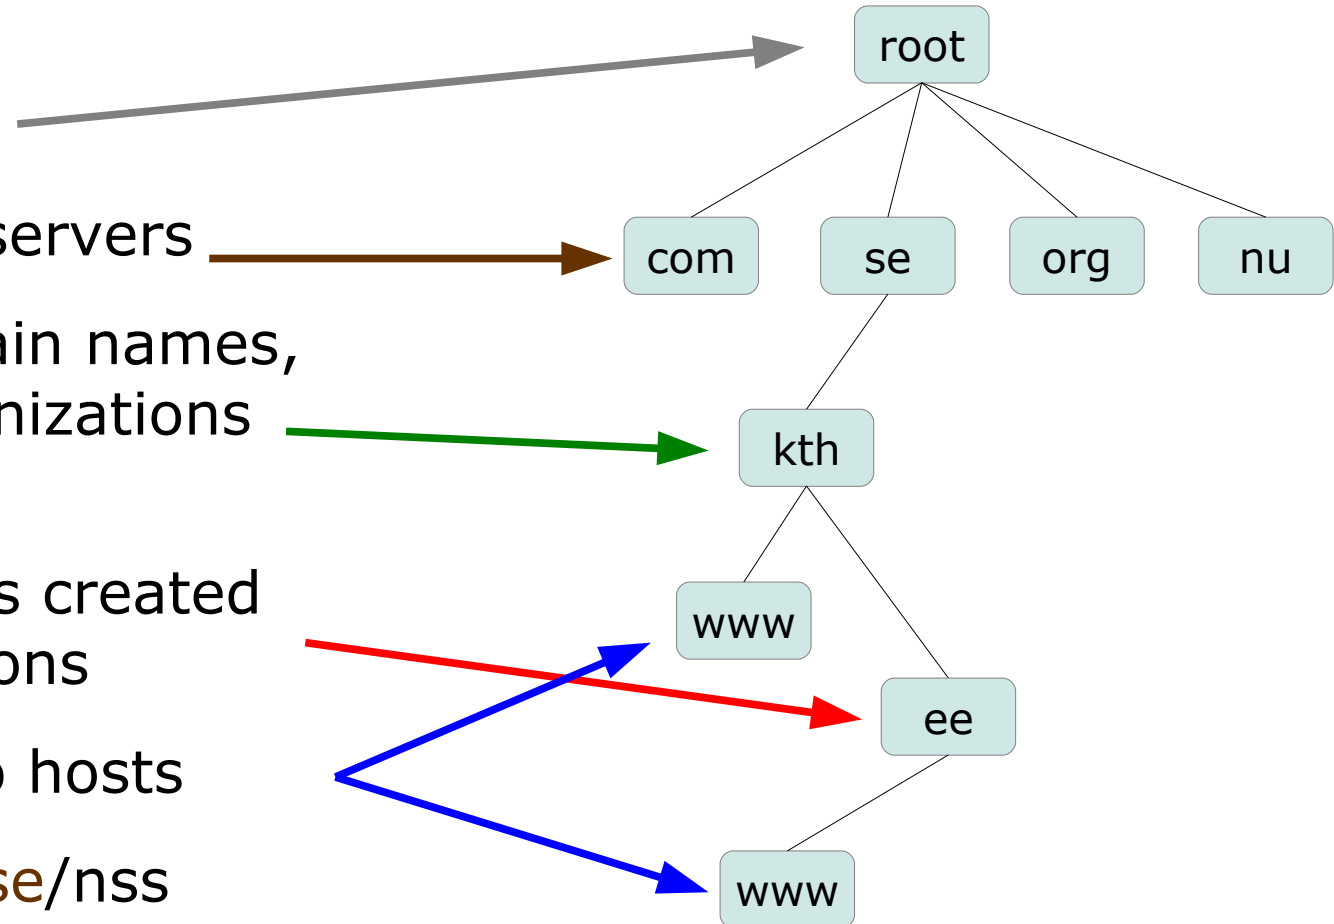 root
servers
com se org nu
ain names,
nizations
kth
s created
ons
www
ee
o hosts
se/nss
www